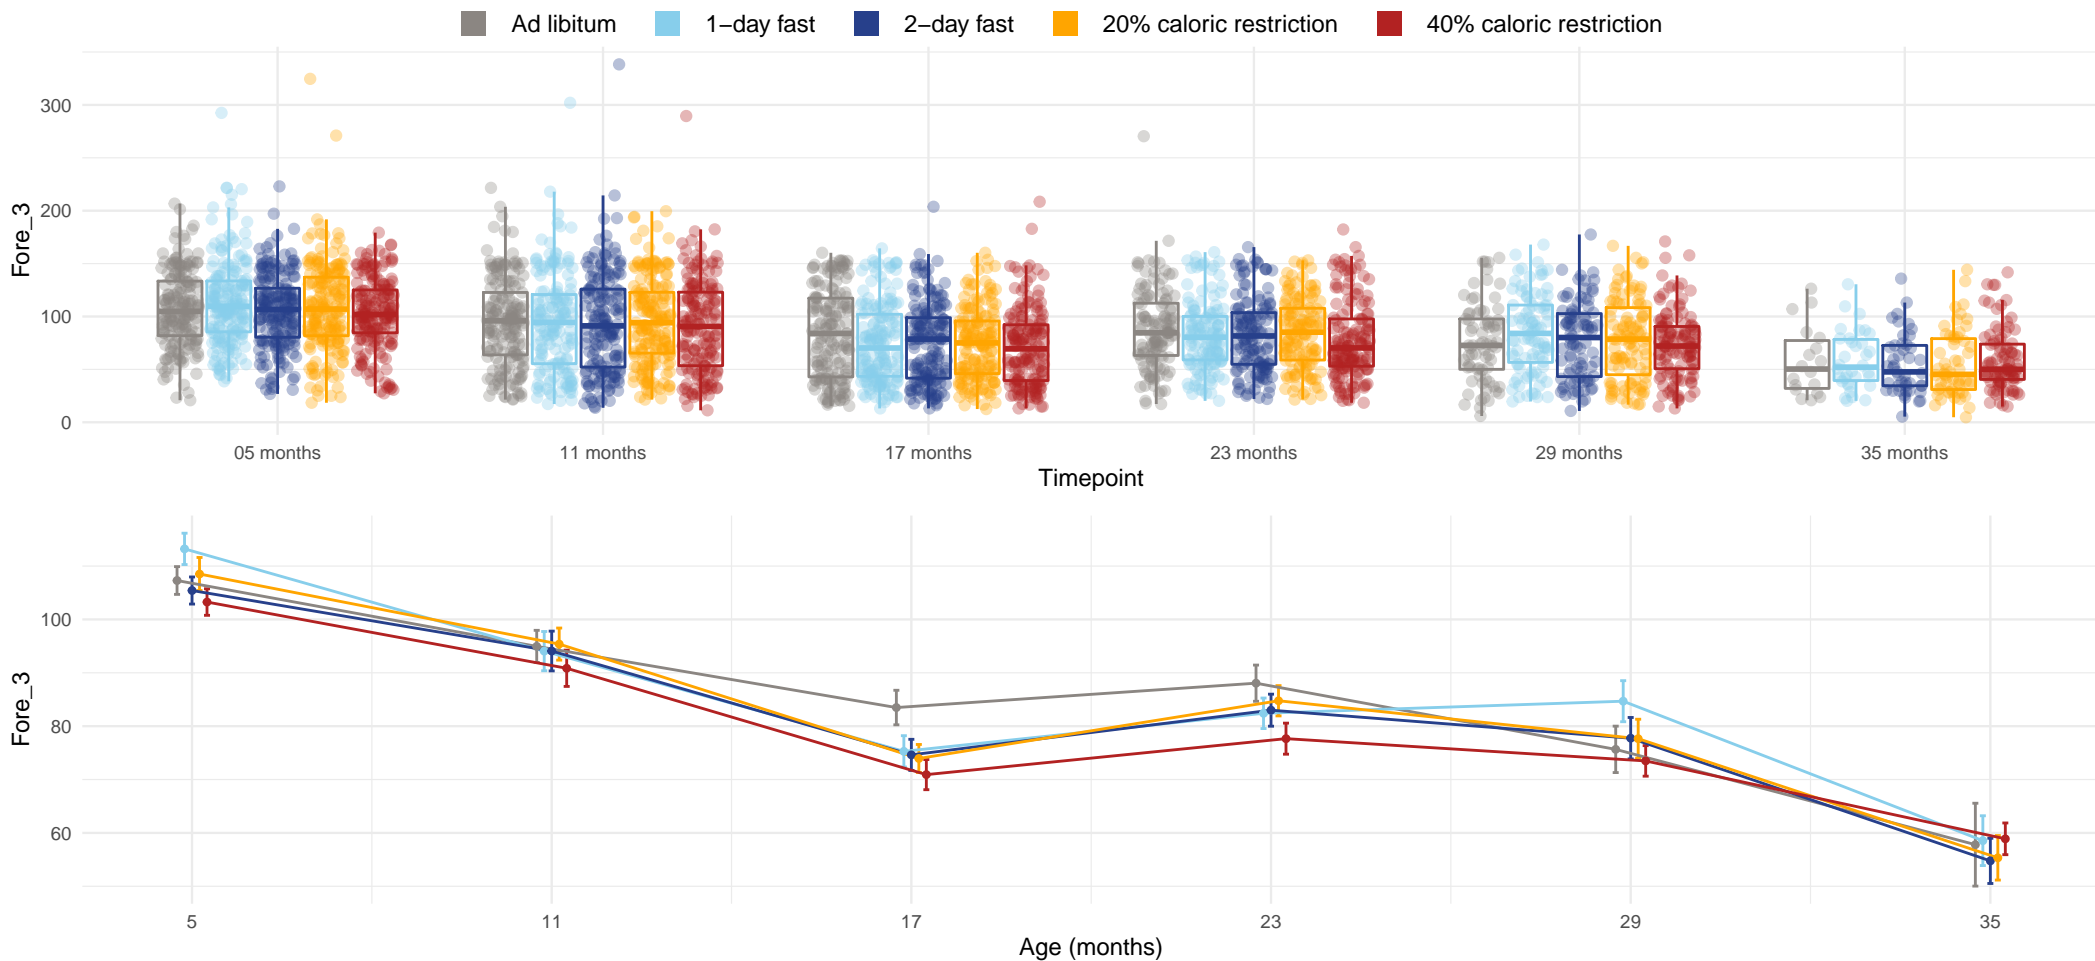 Ad libitum 1−day fast 2−day fast 20% caloric restriction 40% caloric restriction
Fore_3
300
200
100
0
05 months 11 months 17 months 23 months 29 months 35 months
Timepoint
Fore_3
100
80
60
5 11 17 23 29 35
Age (months)